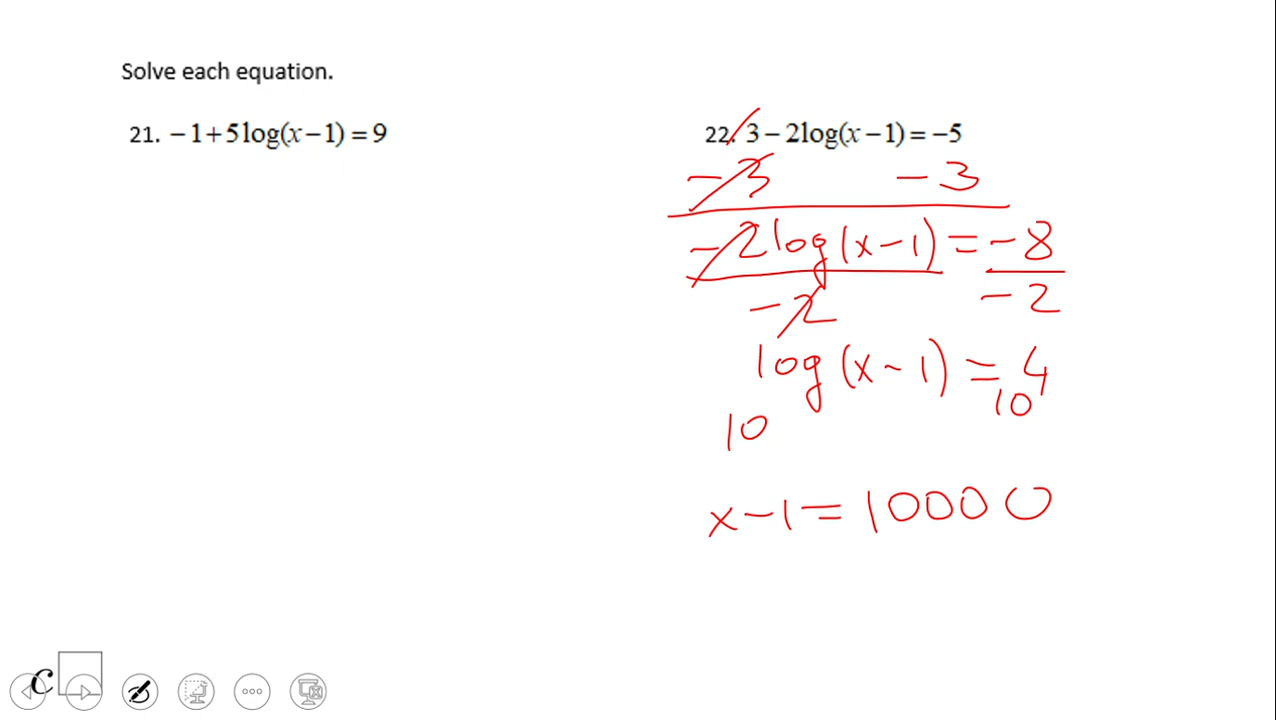 Solve each equation.
21. −1+5log(x−1)=9
22. 3−2log(x−1)=−5
−3 −3
−2log(x−1)=−8
−2 −2
log(x−1)=4
10 10
x−1=10000
c